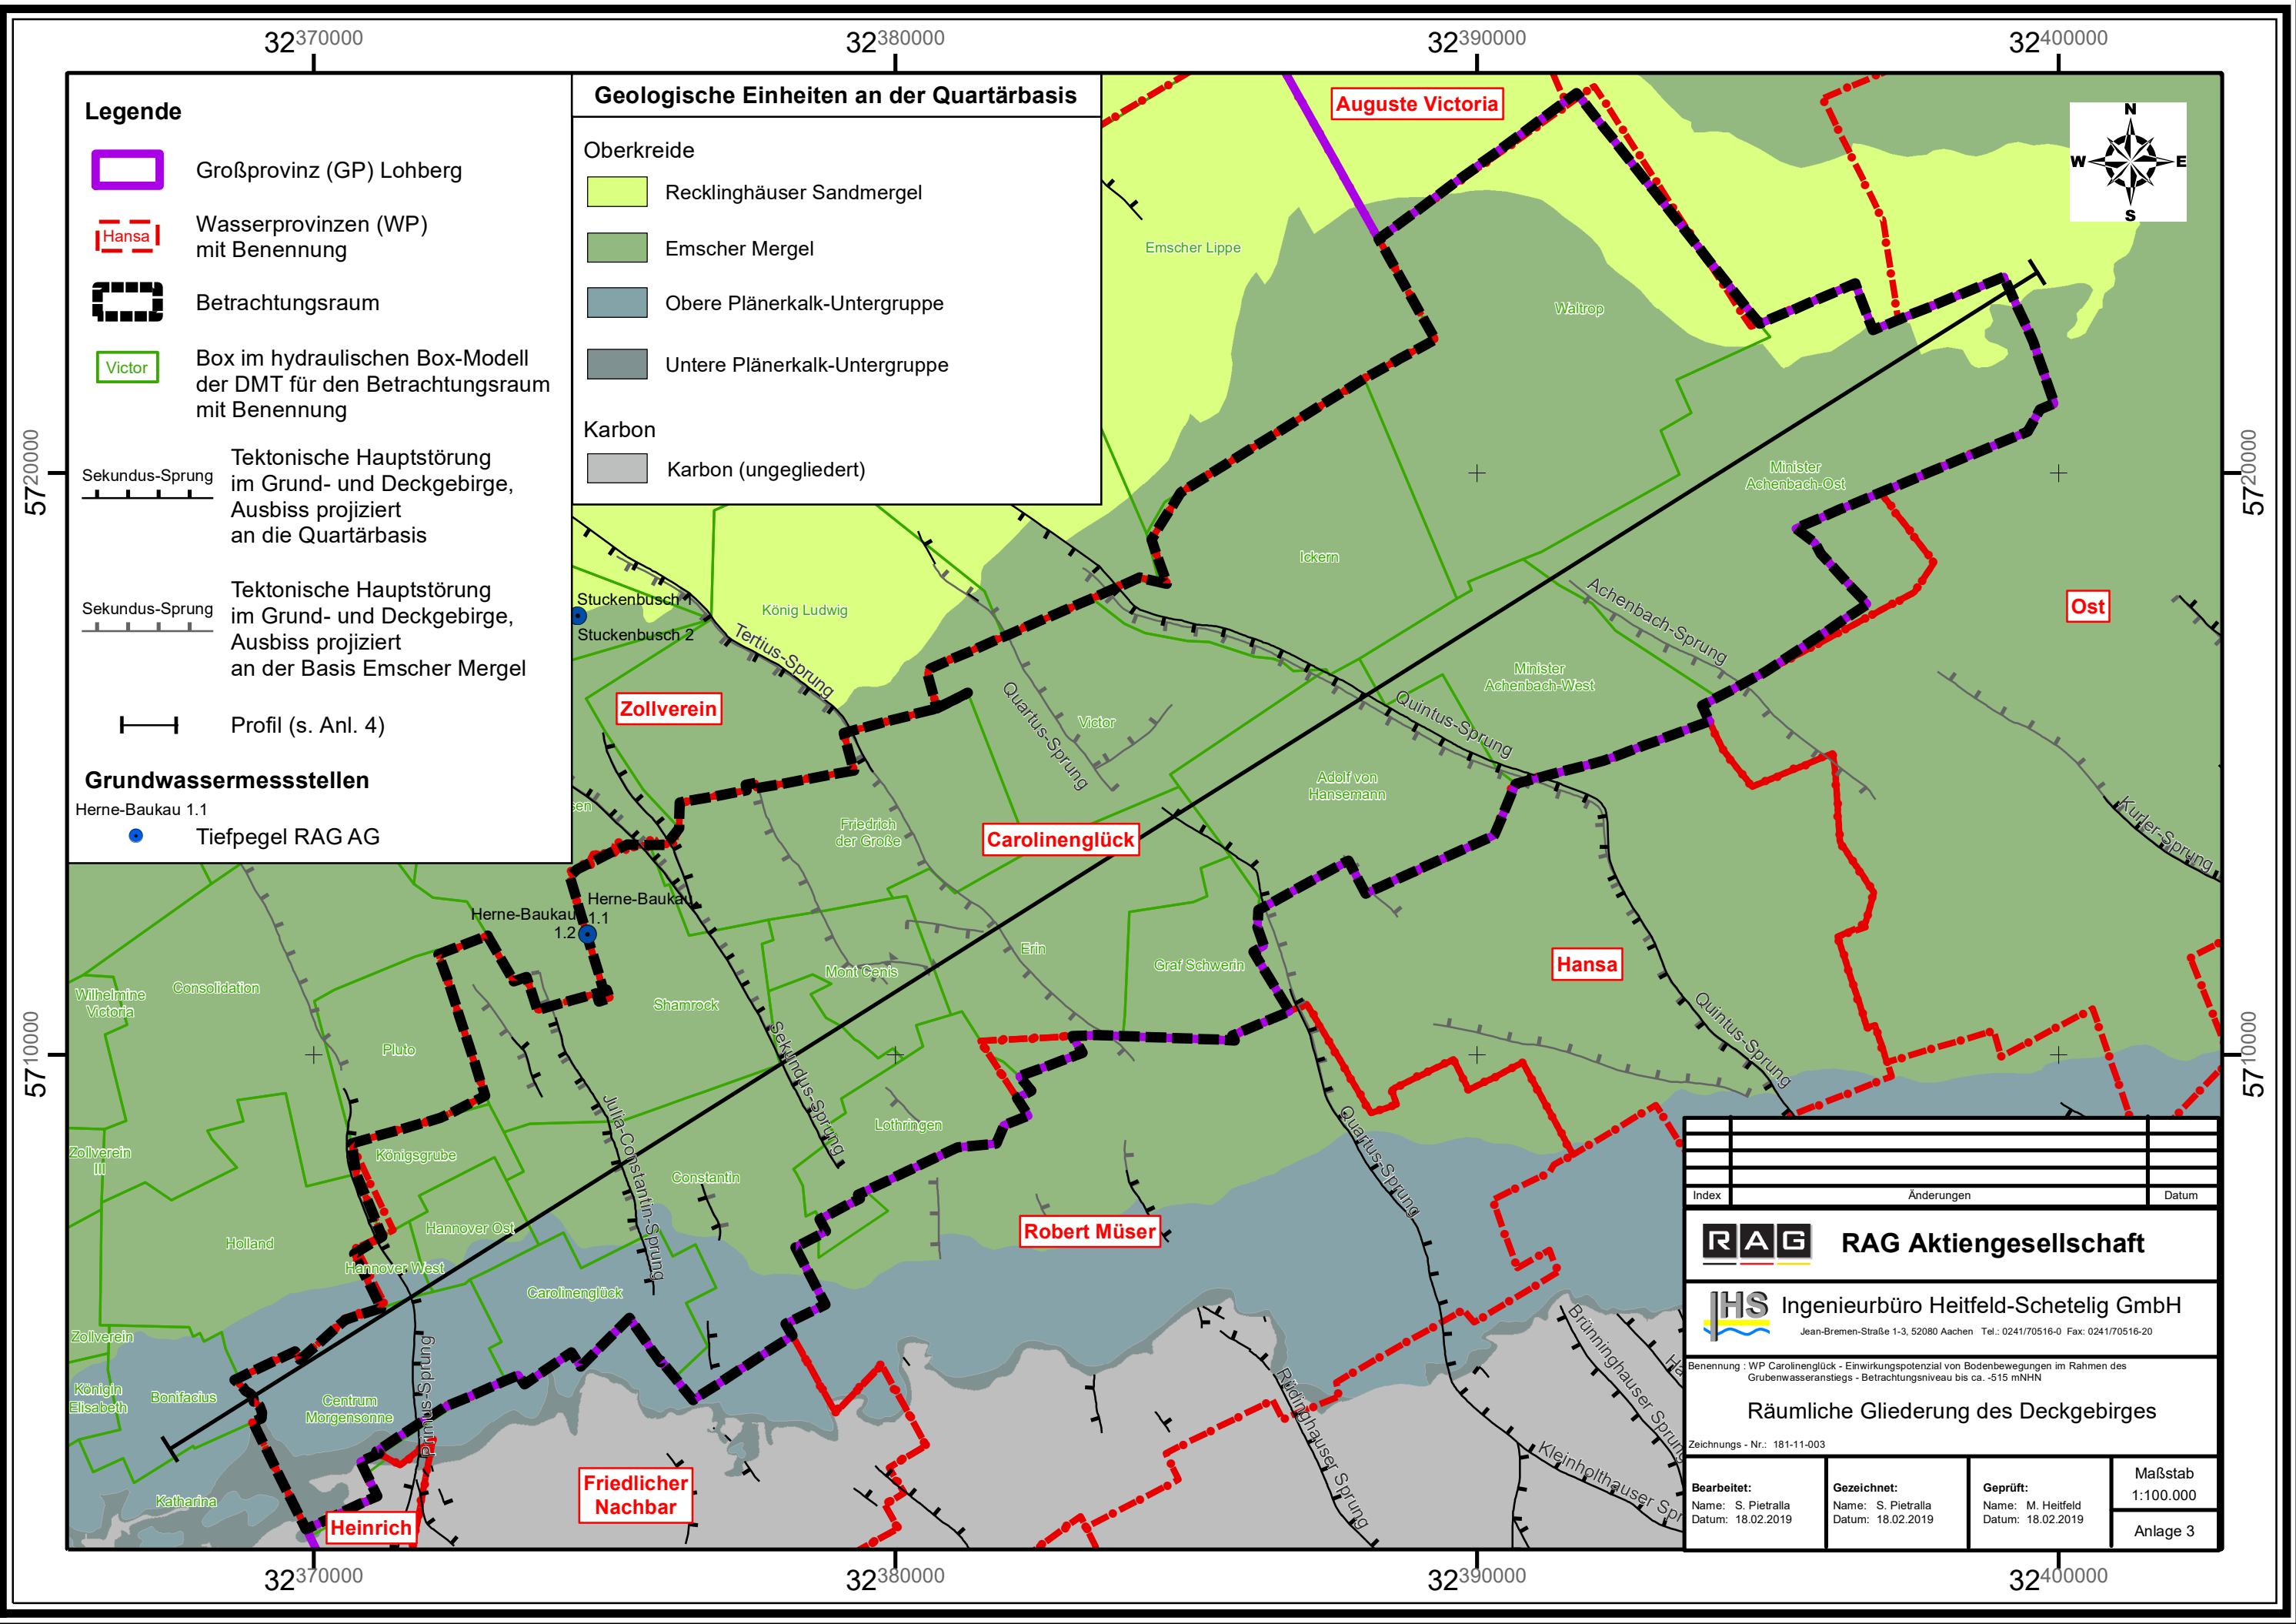 32370000
32380000
32390000
32400000
5720000
5710000
5720000
5710000
32370000
32380000
32390000
32400000
Legende
Großprovinz (GP) Lohberg
Hansa
Wasserprovinzen (WP)
mit Benennung
Betrachtungsraum
Victor
Box im hydraulischen Box-Modell
der DMT für den Betrachtungsraum
mit Benennung
Sekundus-Sprung
Tektonische Hauptstörung
im Grund- und Deckgebirge,
Ausbiss projiziert
an die Quartärbasis
Sekundus-Sprung
Tektonische Hauptstörung
im Grund- und Deckgebirge,
Ausbiss projiziert
an der Basis Emscher Mergel
Profil (s. Anl. 4)
Grundwassermessstellen
Herne-Baukau 1.1
Tiefpegel RAG AG
Geologische Einheiten an der Quartärbasis
Oberkreide
Recklinghäuser Sandmergel
Emscher Mergel
Obere Plänerkalk-Untergruppe
Untere Plänerkalk-Untergruppe
Karbon
Karbon (ungegliedert)
Auguste Victoria
N
W
E
S
Emscher Lippe
Waltrop
Minister
Achenbach-Ost
Ickern
Achenbach-Sprung
Ost
Stuckenbusch 1
Stuckenbusch 2
König Ludwig
Tertius-Sprung
Zollverein
Quartus-Sprung
Victor
Minister
Achenbach-West
Quintus-Sprung
Adolf von
Hansemann
Friedrich
der Große
Carolinenglück
Kurler-Sprung
Herne-Baukau
1.1
Herne-Baukau
1.2
Erin
Graf Schwerin
Hansa
Mont Cenis
Shamrock
Wilhelmine
Victoria
Consolidation
Pluto
Sekundus-Sprung
Quintus-Sprung
Julia-Constantin-Sprung
Lothringen
Quartus-Sprung
Zollverein
III
Königsgrube
Constantin
Holland
Hannover Ost
Hannover West
Robert Müser
Carolinenglück
Zollverein
Primus-Sprung
Königin
Elisabeth
Bonifacius
Centrum
Morgensonne
Katharina
Heinrich
Friedlicher
Nachbar
Rüdinghauser Sprung
Brünninghauser Sprung
Kleinholthauser Spr
Index
Änderungen
Datum
RAG
RAG Aktiengesellschaft
IHS
Ingenieurbüro Heitfeld-Schetelig GmbH
Jean-Bremen-Straße 1-3, 52080 Aachen Tel.: 0241/70516-0 Fax: 0241/70516-20
Benennung : WP Carolinenglück - Einwirkungspotenzial von Bodenbewegungen im Rahmen des
Grubenwasseranstiegs - Betrachtungsniveau bis ca. -515 mNHN
Räumliche Gliederung des Deckgebirges
Zeichnungs - Nr.: 181-11-003
Bearbeitet:
Name: S. Pietralla
Datum: 18.02.2019
Gezeichnet:
Name: S. Pietralla
Datum: 18.02.2019
Geprüft:
Name: M. Heitfeld
Datum: 18.02.2019
Maßstab
1:100.000
Anlage 3